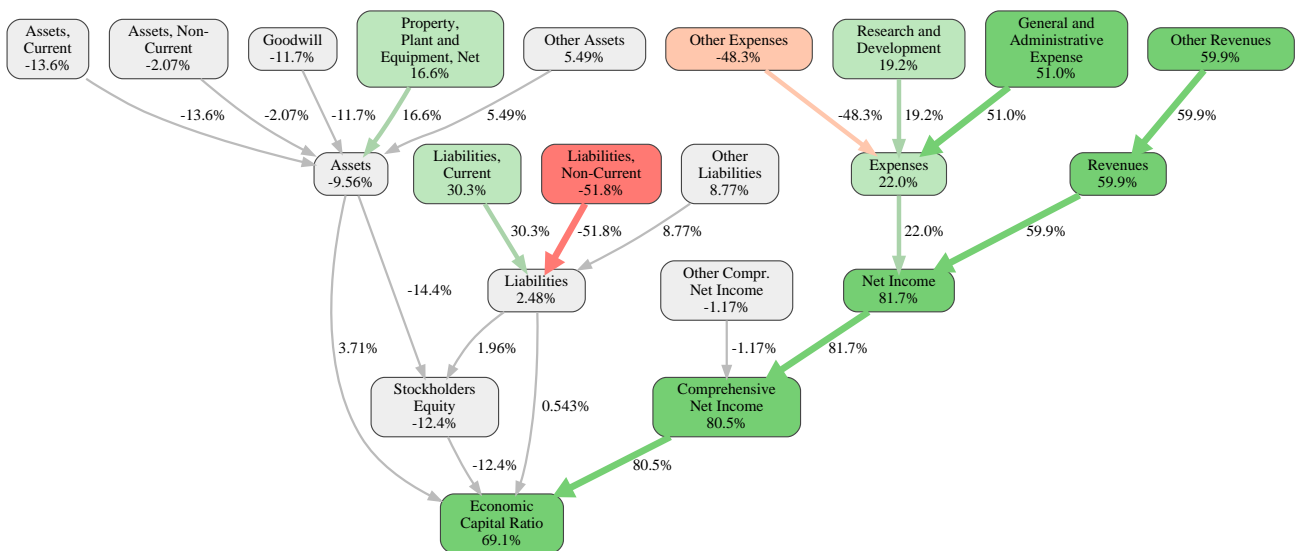 Assets,
Current
-13.6%
Assets, Non-
Current
-2.07%
Goodwill
-11.7%
Property,
Plant and
Equipment, Net
16.6%
Other Assets
5.49%
Other Expenses
-48.3%
Research and
Development
19.2%
General and
Administrative
Expense
51.0%
Other Revenues
59.9%
-13.6%
-2.07%
-11.7%
16.6%
5.49%
-48.3%
19.2%
51.0%
59.9%
Assets
-9.56%
Liabilities,
Current
30.3%
Liabilities,
Non-Current
-51.8%
Other
Liabilities
8.77%
Expenses
22.0%
Revenues
59.9%
30.3%
-51.8%
8.77%
22.0%
59.9%
-14.4%
Liabilities
2.48%
Other Compr.
Net Income
-1.17%
Net Income
81.7%
3.71%
1.96%
-1.17%
81.7%
Stockholders
Equity
-12.4%
0.543%
Comprehensive
Net Income
80.5%
-12.4%
80.5%
Economic
Capital Ratio
69.1%